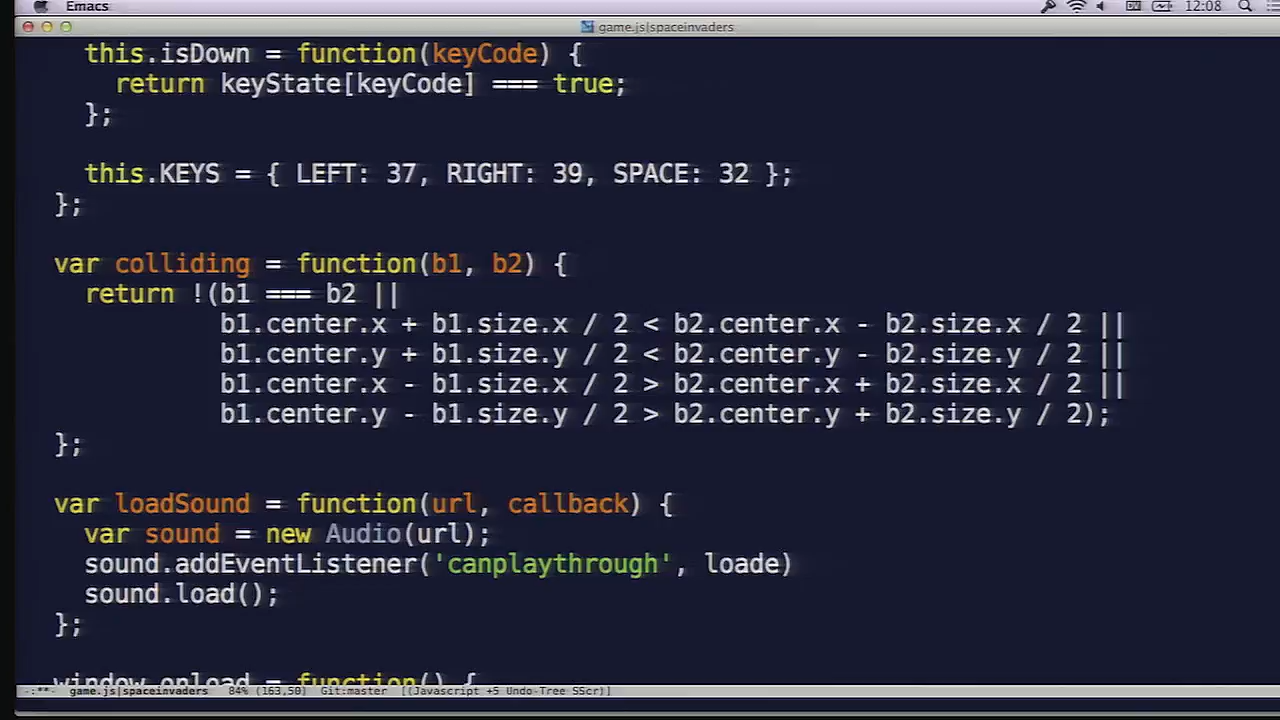 Emacs
12:08
game.js|spaceinvaders
this.isDown = function(keyCode) {
return keyState[keyCode] === true;
};
this.KEYS = { LEFT: 37, RIGHT: 39, SPACE: 32 };
};
var colliding = function(b1, b2) {
return !(b1 === b2 ||
b1.center.x + b1.size.x / 2 < b2.center.x - b2.size.x / 2 ||
b1.center.y + b1.size.y / 2 < b2.center.y - b2.size.y / 2 ||
b1.center.x - b1.size.x / 2 > b2.center.x + b2.size.x / 2 ||
b1.center.y - b1.size.y / 2 > b2.center.y + b2.size.y / 2);
};
var loadSound = function(url, callback) {
var sound = new Audio(url);
sound.addEventListener('canplaythrough', loade)
sound.load();
};
window.onload = function() {
-:**- game.js|spaceinvaders 84% (163,50) Git:master [(Javascript +5 Undo-Tree SScr)]